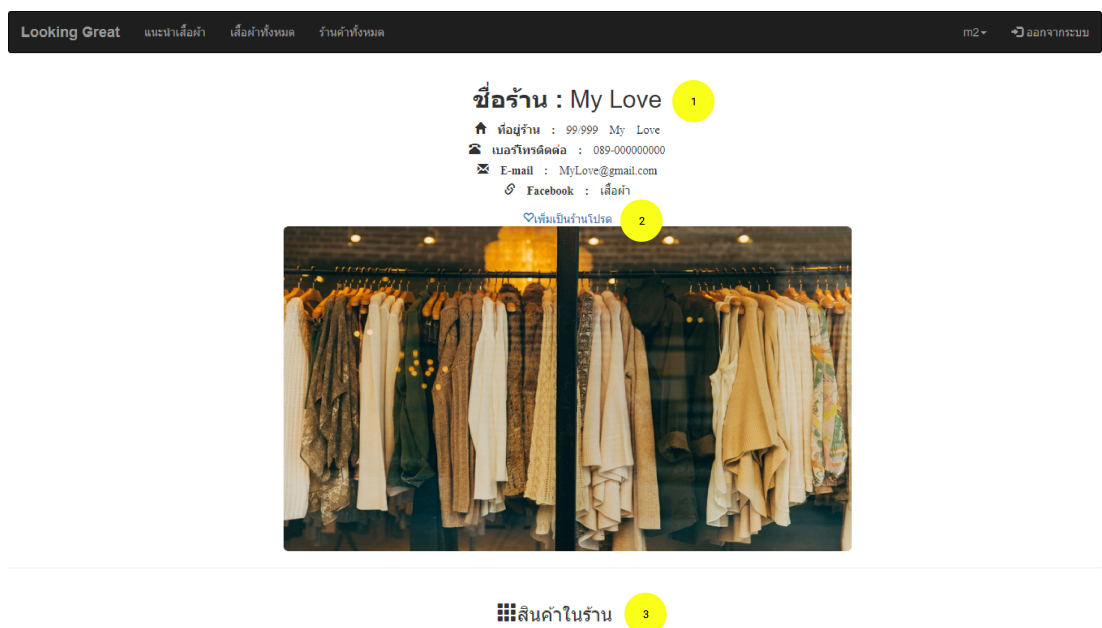 Looking Great แนะนำเสื้อผ้า เสื้อผ้าทั้งหมด ร้านค้าทั้งหมด m2 ออกจากระบบ
ชื่อร้าน : My Love 1
ที่อยู่ร้าน : 99/999 My Love
เบอร์โทรติดต่อ : 089-000000000
E-mail : MyLove@gmail.com
Facebook : เสื้อผ้า
เพิ่มเป็นร้านโปรด 2
สินค้าในร้าน 3